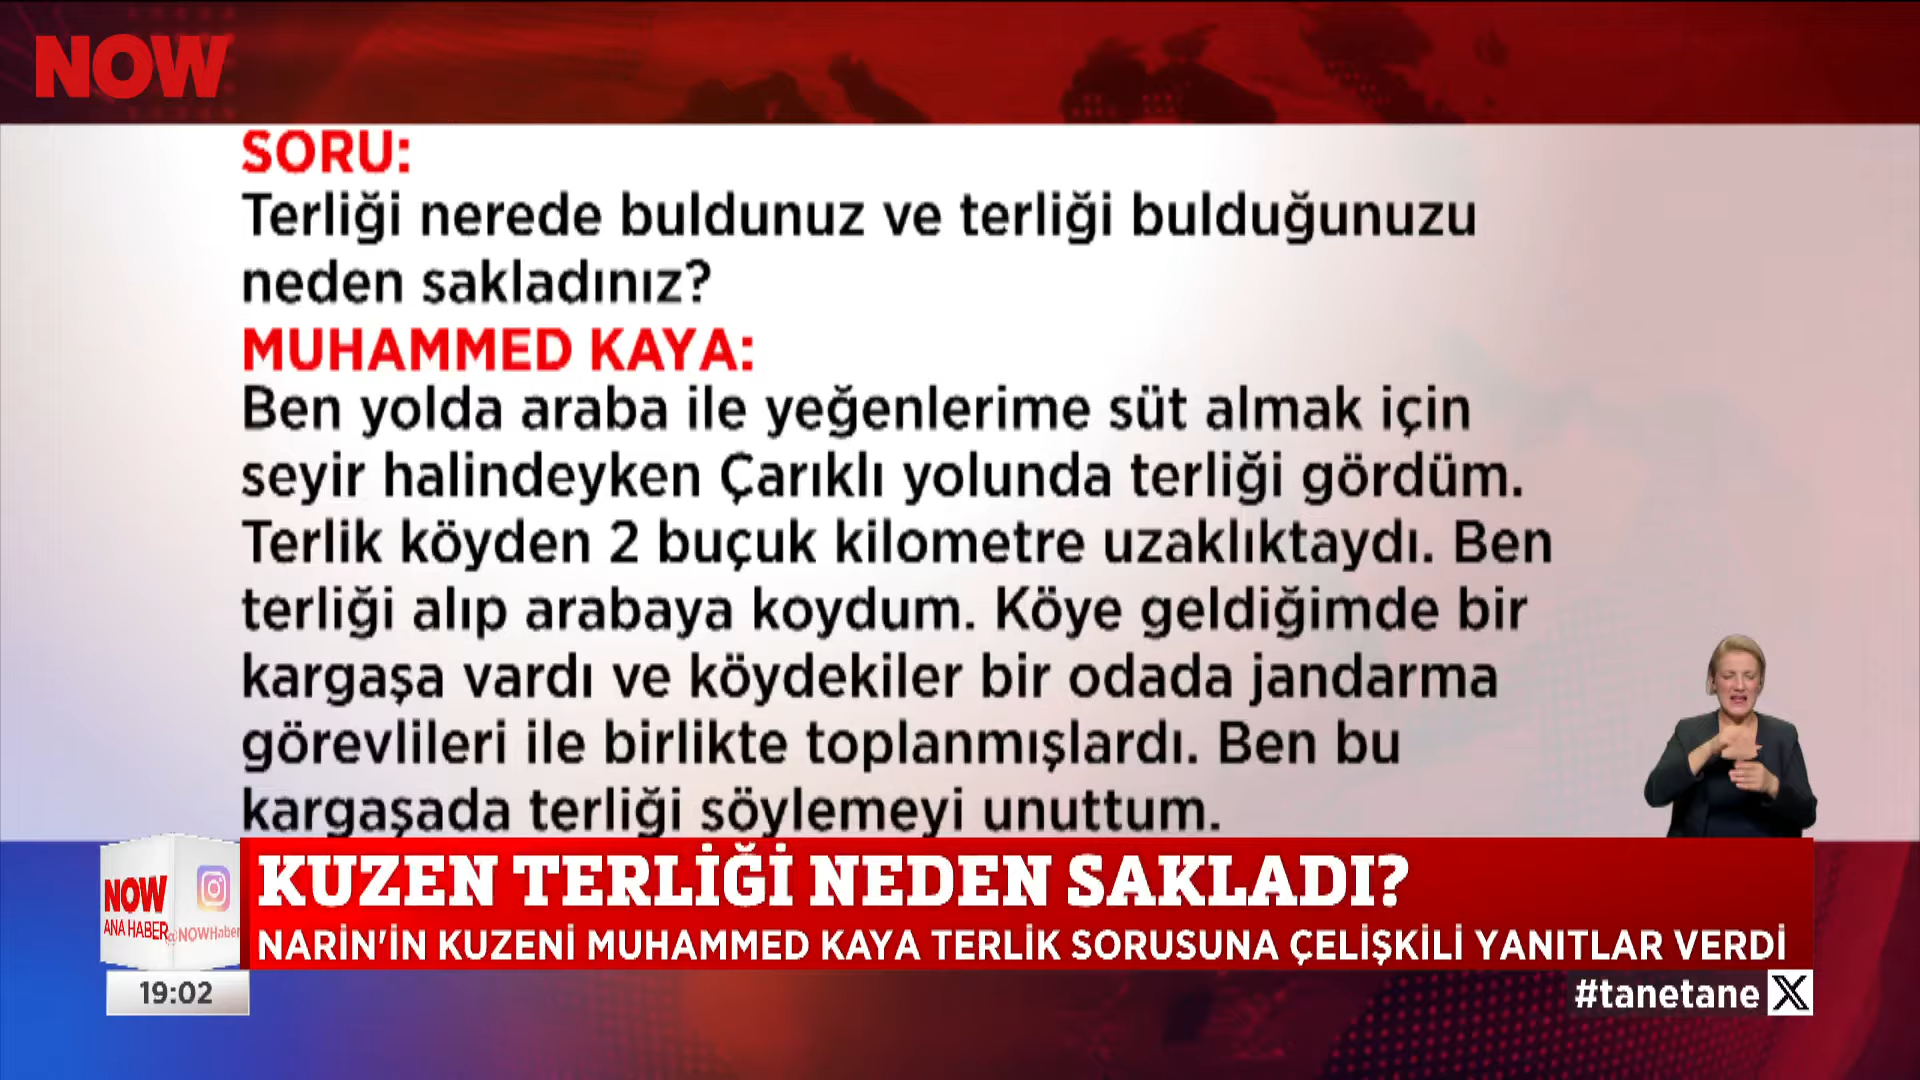 NOW
SORU:
Terliği nerede buldunuz ve terliği bulduğunuzu
neden sakladınız?
MUHAMMED KAYA:
Ben yolda araba ile yeğenlerime süt almak için
seyir halindeyken Çarıklı yolunda terliği gördüm.
Terlik köyden 2 buçuk kilometre uzaklıktaydı. Ben
terliği alıp arabaya koydum. Köye geldiğimde bir
kargaşa vardı ve köydekiler bir odada jandarma
görevlileri ile birlikte toplanmışlardı. Ben bu
kargaşada terliği söylemeyi unuttum.
NOW
ANA HABER
@NOWHaber
KUZEN TERLİĞİ NEDEN SAKLADI?
NARİN'İN KUZENİ MUHAMMED KAYA TERLİK SORUSUNA ÇELİŞKİLİ YANITLAR VERDİ
19:02
#tanetane X